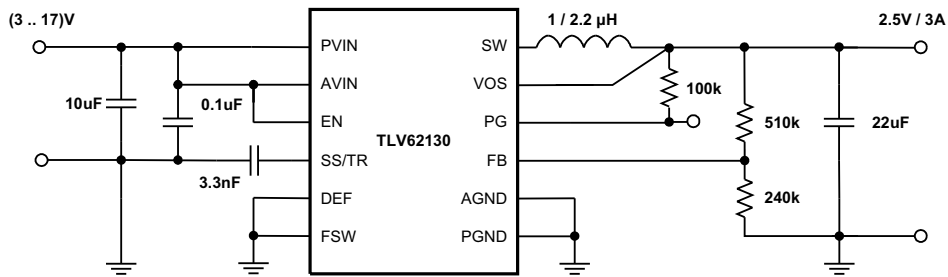 (3 .. 17)V
1 / 2.2 µH
2.5V / 3A
PVIN
SW
AVIN
VOS
100k
10uF
0.1uF
EN
PG
510k
22uF
TLV62130
SS/TR
FB
3.3nF
240k
DEF
AGND
FSW
PGND